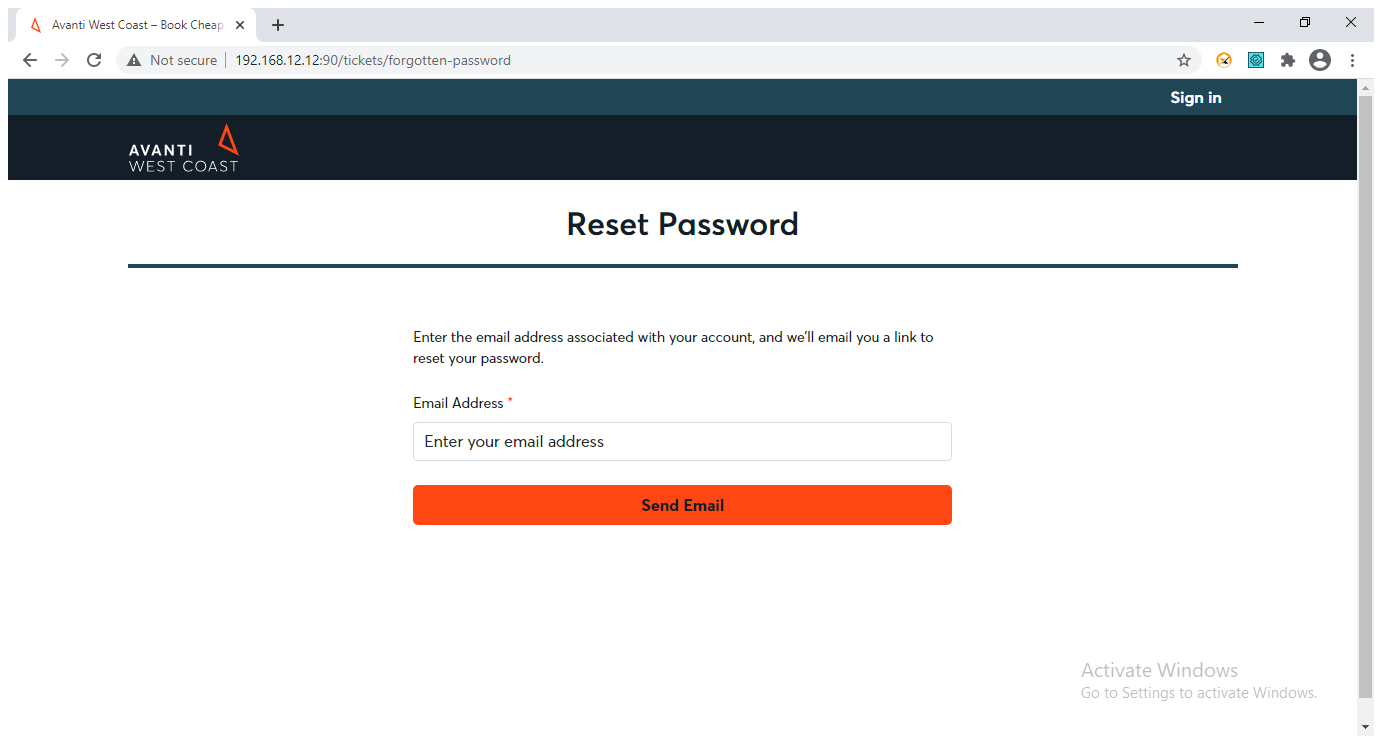 Avanti West Coast – Book Cheap
Not secure
192.168.12.12:90/tickets/forgotten-password
Sign in
AVANTI
WEST COAST
Reset Password
Enter the email address associated with your account, and we'll email you a link to
reset your password.
Email Address *
Enter your email address
Send Email
Activate Windows
Go to Settings to activate Windows.